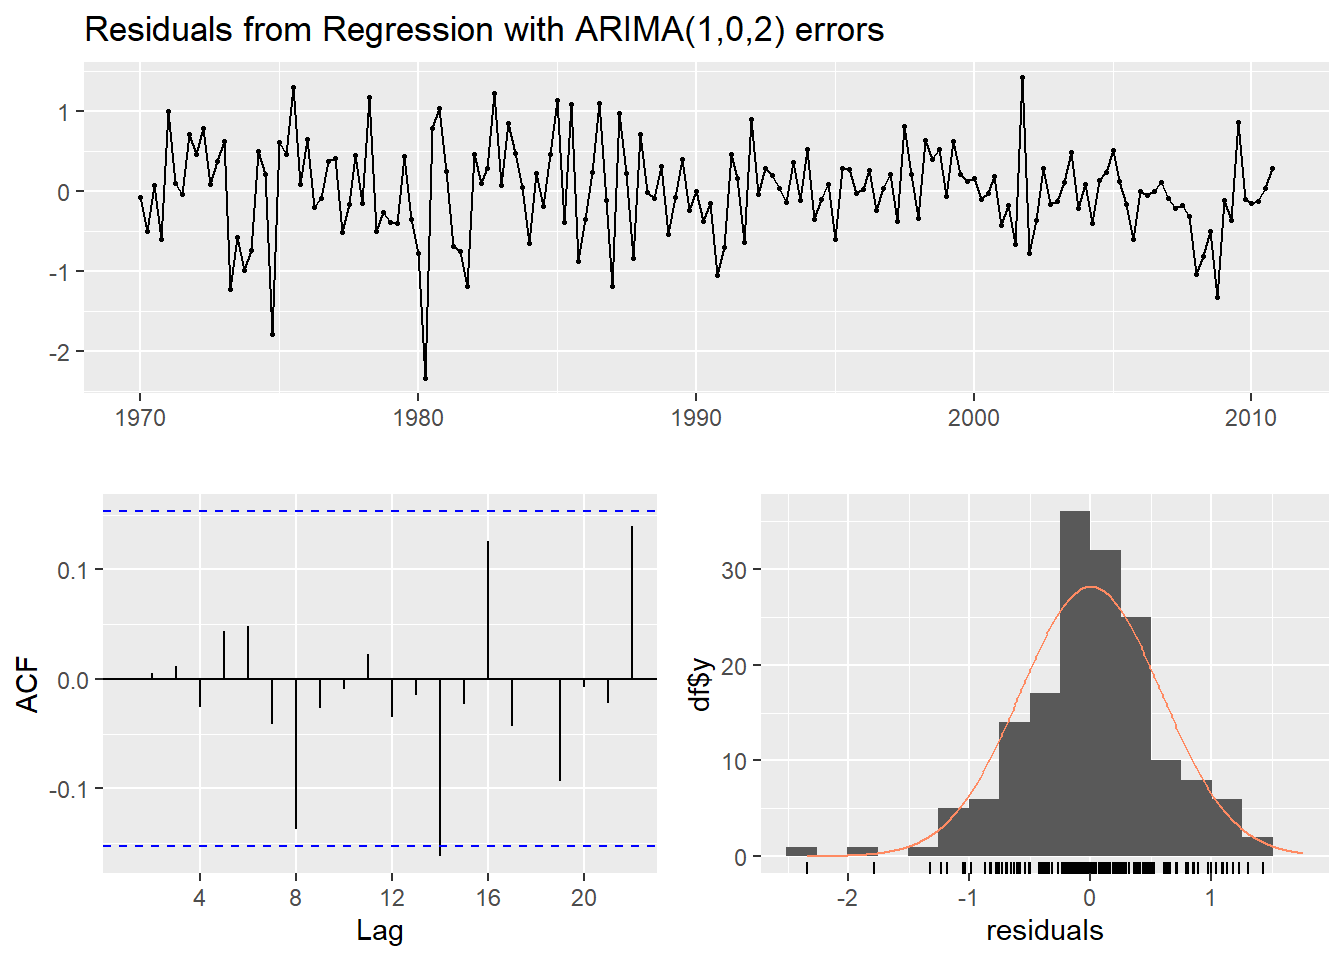 Residuals from Regression with ARIMA(1,0,2) errors
1
0
-1
-2
1970 1980 1990 2000 2010
ACF
0.1
0.0
-0.1
4 8 12 16 20
Lag
df$y
30
20
10
0
-2 -1 0 1
residuals